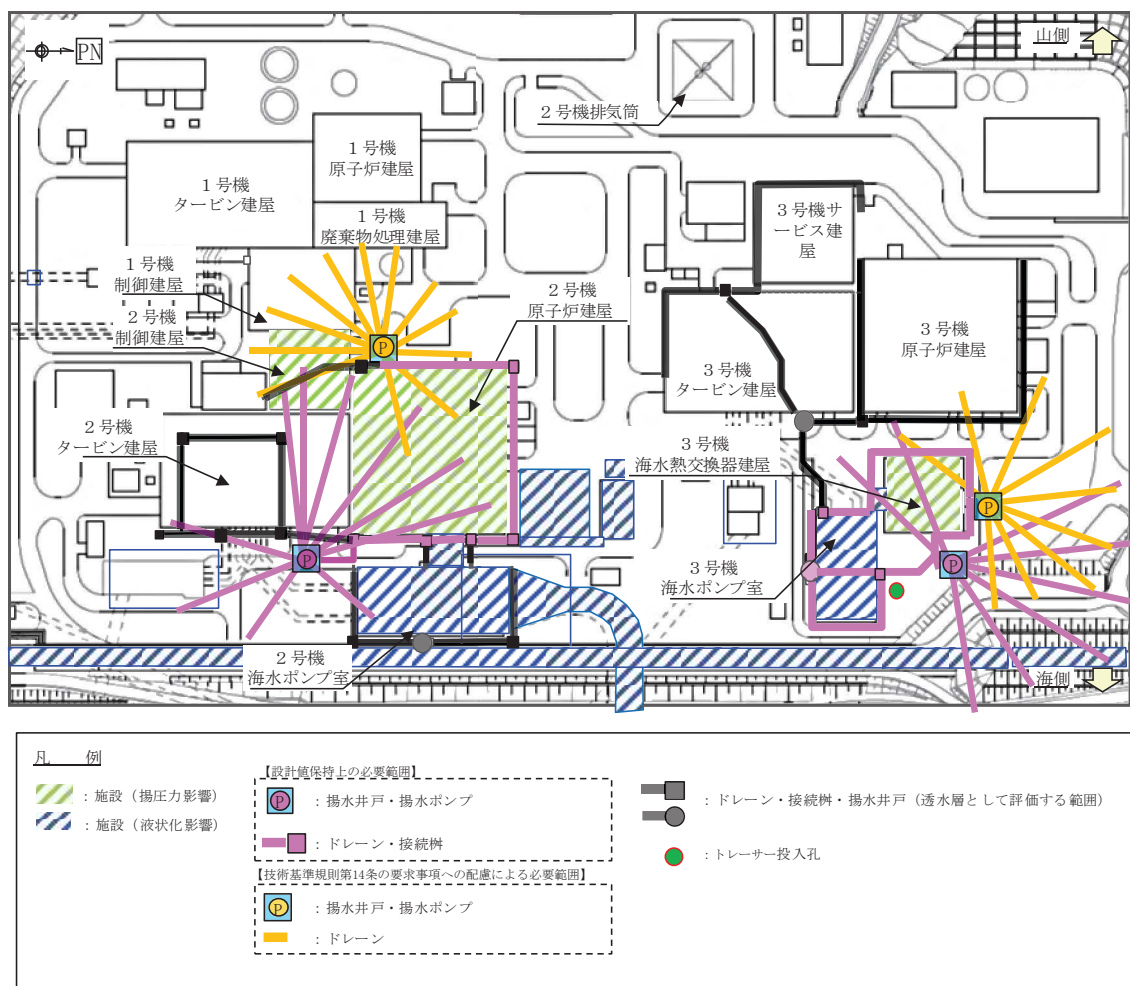 PN
山側
2号機排気筒
1号機
原子炉建屋
1号機
タービン建屋
3号機サ
ービス建
屋
1号機
廃棄物処理建屋
1号機
制御建屋
2号機
制御建屋
2号機
原子炉建屋
3号機
原子炉建屋
3号機
タービン建屋
P
2号機
タービン建屋
3号機
海水熱交換器建屋
P
P
P
3号機
海水ポンプ室
2号機
海水ポンプ室
海側
凡 例
:施設(揚圧力影響)
:施設(液状化影響)
【設計値保持上の必要範囲】
P
:揚水井戸・揚水ポンプ
:ドレーン・接続桝
【技術基準規則第14条の要求事項への配慮による必要範囲】
P
:揚水井戸・揚水ポンプ
:ドレーン
:ドレーン・接続桝・揚水井戸(透水層として評価する範囲)
:トレーサー投入孔